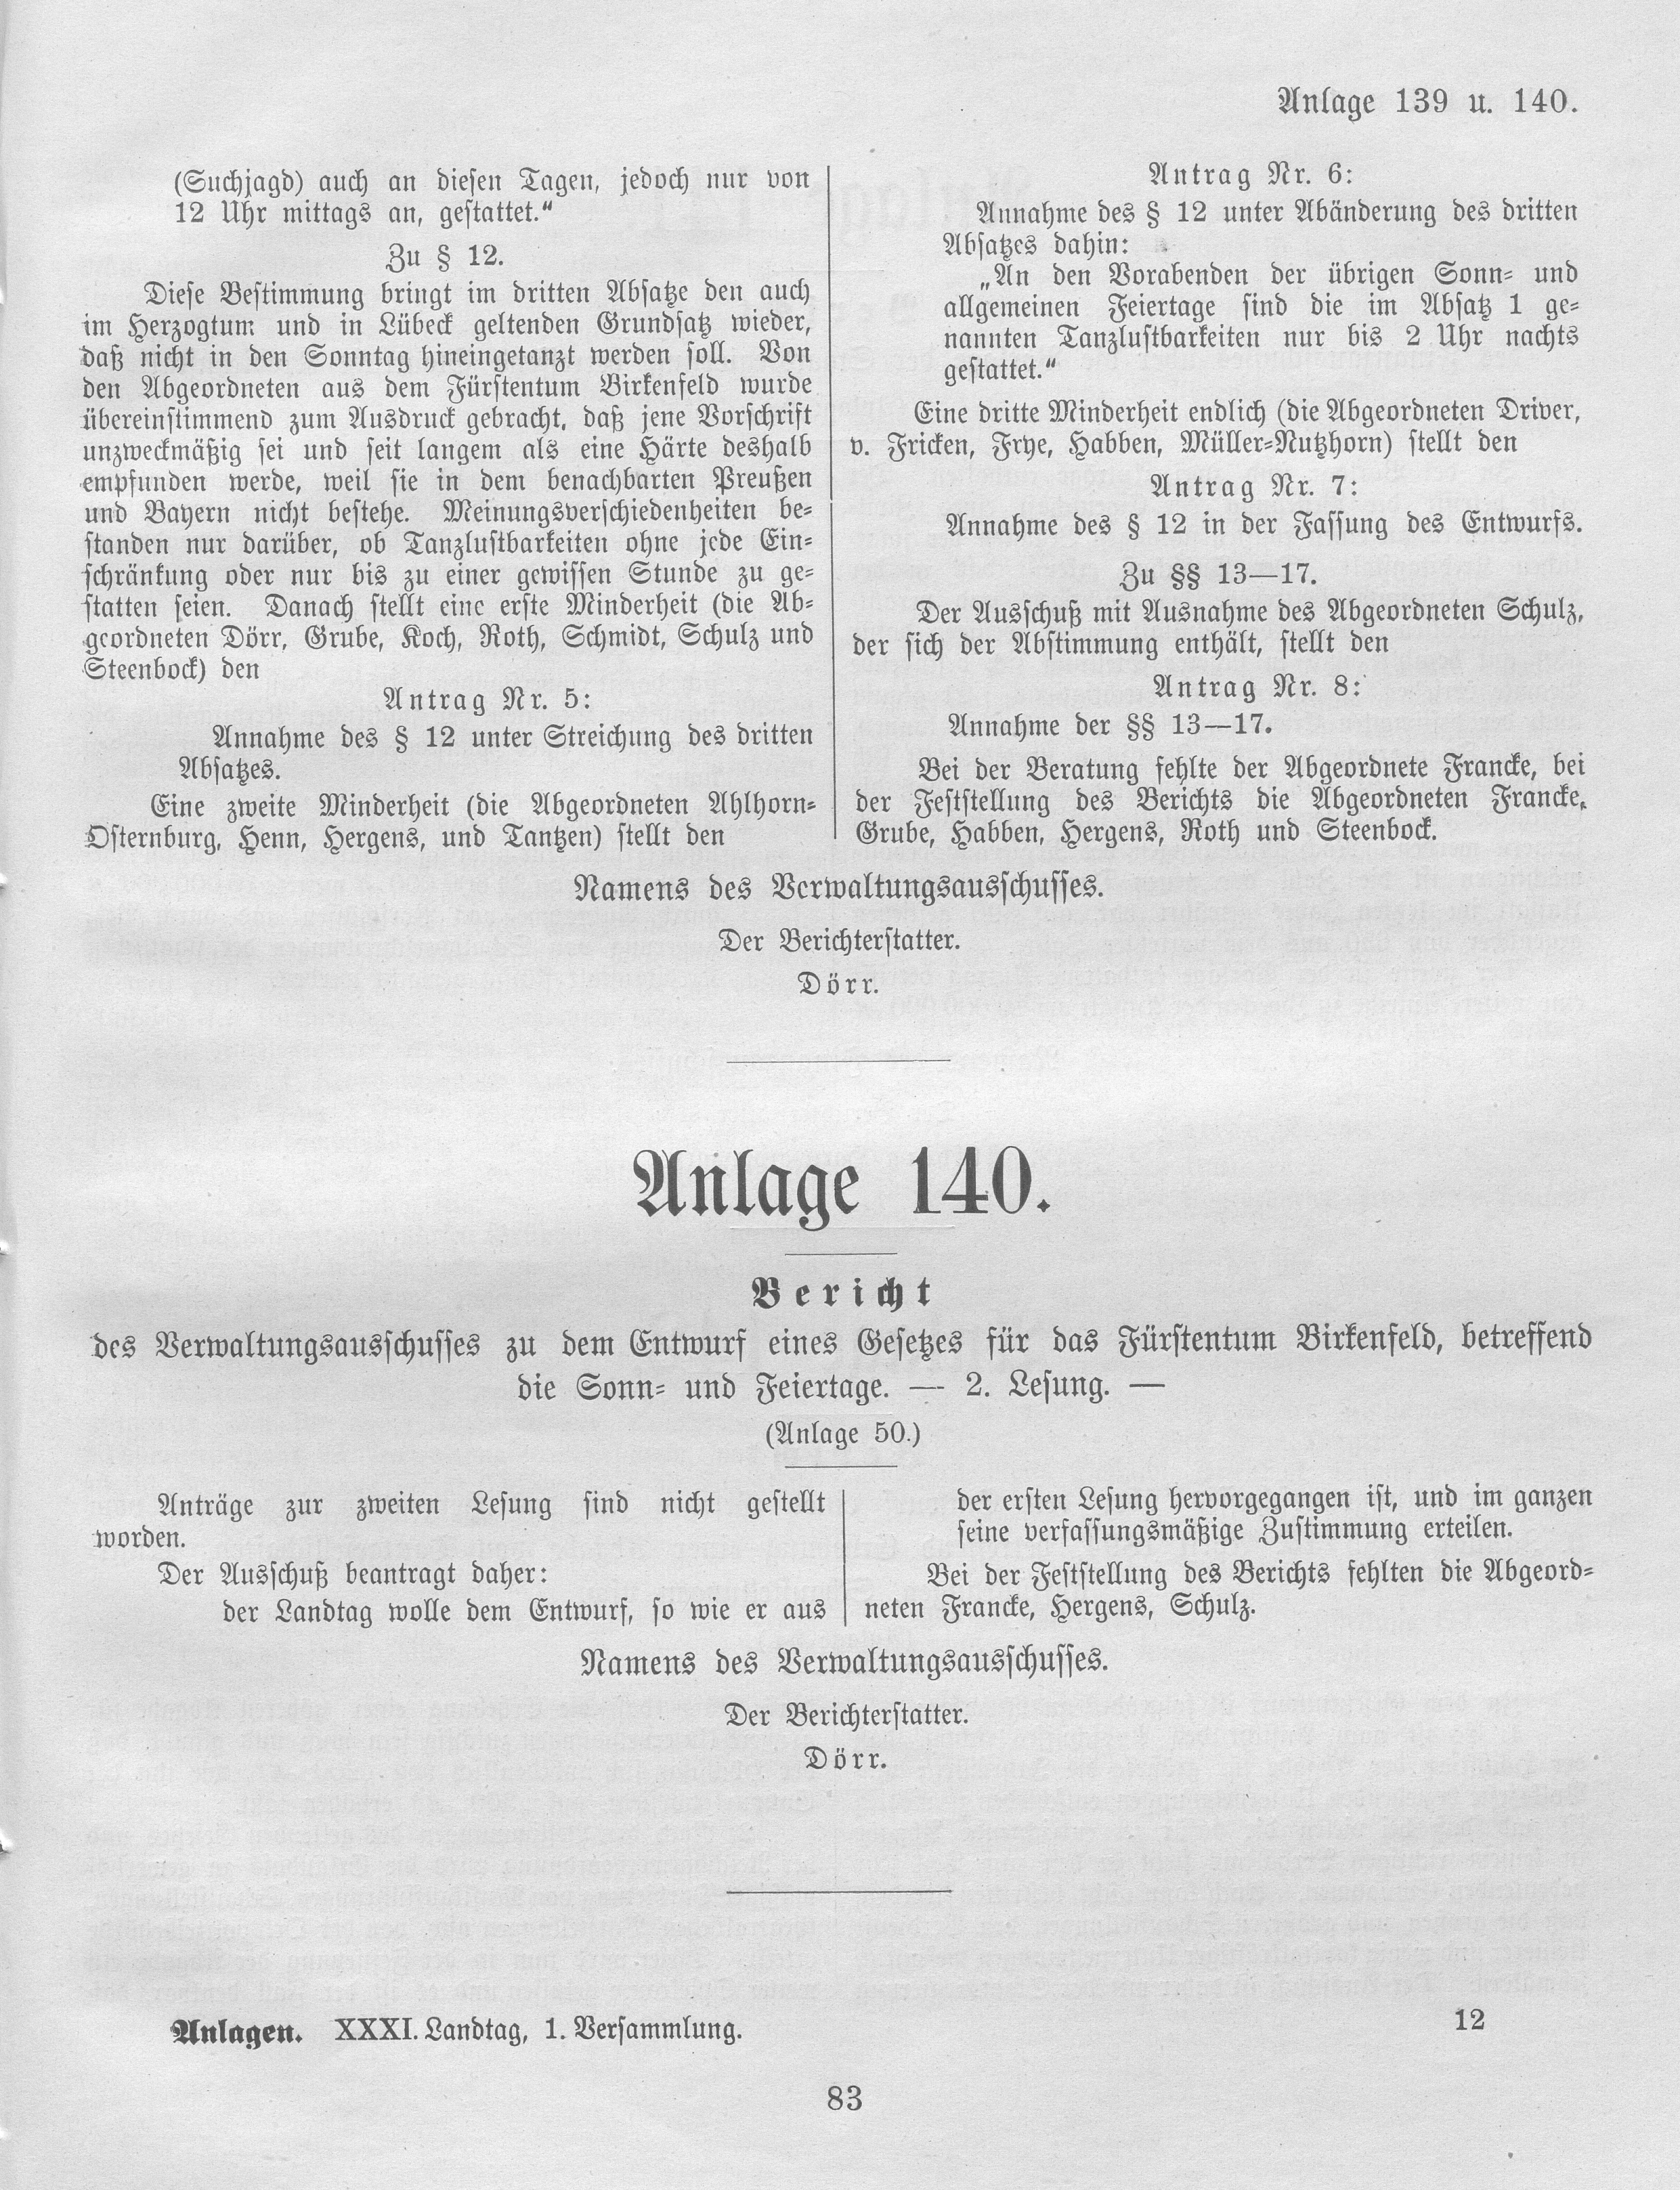 Anlage 139 u. 140.
(Suchjagd) auch an diesen Tagen, jedoch nur von
12 Uhr mittags an, gestattet.“
Zu § 12.
Diese Bestimmung bringt im dritten Absatze den auch
im Herzogtum und in Lübeck geltenden Grundsatz wieder,
daß nicht in den Sonntag hineingetanzt werden soll. Von
den Abgeordneten aus dem Fürstentum Birkenfeld wurde
übereinstimmend zum Ausdruck gebracht, daß jene Vorschrift
unzweckmäßig sei und seit langem als eine Härte deshalb
empfunden werde, weil sie in dem benachbarten Preußen
und Bayern nicht bestehe. Meinungsverschiedenheiten be-
standen nur darüber, ob Tanzlustbarkeiten ohne jede Ein-
schränkung oder nur bis zu einer gewissen Stunde zu ge-
statten seien. Danach stellt eine erste Minderheit (die Ab-
geordneten Dörr, Grube, Koch, Roth, Schmidt, Schulz und
Steenbock) den
Antrag Nr. 5:
Annahme des § 12 unter Streichung des dritten
Absatzes.
Eine zweite Minderheit (die Abgeordneten Ahlhorn-
Osternburg, Henn, Hergens, und Tantzen) stellt den
Antrag Nr. 6:
Annahme des § 12 unter Abänderung des dritten
Absatzes dahin:
„An den Vorabenden der übrigen Sonn- und
allgemeinen Feiertage sind die im Absatz 1 ge-
nannten Tanzlustbarkeiten nur bis 2 Uhr nachts
gestattet.“
Eine dritte Minderheit endlich (die Abgeordneten Driver,
v. Fricken, Frye, Habben, Müller-Nutzhorn) stellt den
Antrag Nr. 7:
Annahme des § 12 in der Fassung des Entwurfs.
Zu §§ 13—17.
Der Ausschuß mit Ausnahme des Abgeordneten Schulz,
der sich der Abstimmung enthält, stellt den
Antrag Nr. 8:
Annahme der §§ 13—17.
Bei der Beratung fehlte der Abgeordnete Francke, bei
der Feststellung des Berichts die Abgeordneten Francke,
Grube, Habben, Hergens, Roth und Steenbock.
Namens des Verwaltungsausschusses.
Der Berichterstatter.
Dörr.
Anlage 140.
Bericht
des Verwaltungsausschusses zu dem Entwurf eines Gesetzes für das Fürstentum Birkenfeld, betreffend
die Sonn- und Feiertage. — 2. Lesung. —
(Anlage 50.)
Anträge zur zweiten Lesung sind nicht gestellt
worden.
Der Ausschuß beantragt daher:
der Landtag wolle dem Entwurf, so wie er aus
der ersten Lesung hervorgegangen ist, und im ganzen
seine verfassungsmäßige Zustimmung erteilen.
Bei der Feststellung des Berichts fehlten die Abgeord-
neten Francke, Hergens, Schulz.
Namens des Verwaltungsausschusses.
Der Berichterstatter.
Dörr.
Anlagen. XXXI. Landtag, 1. Versammlung.
12
83